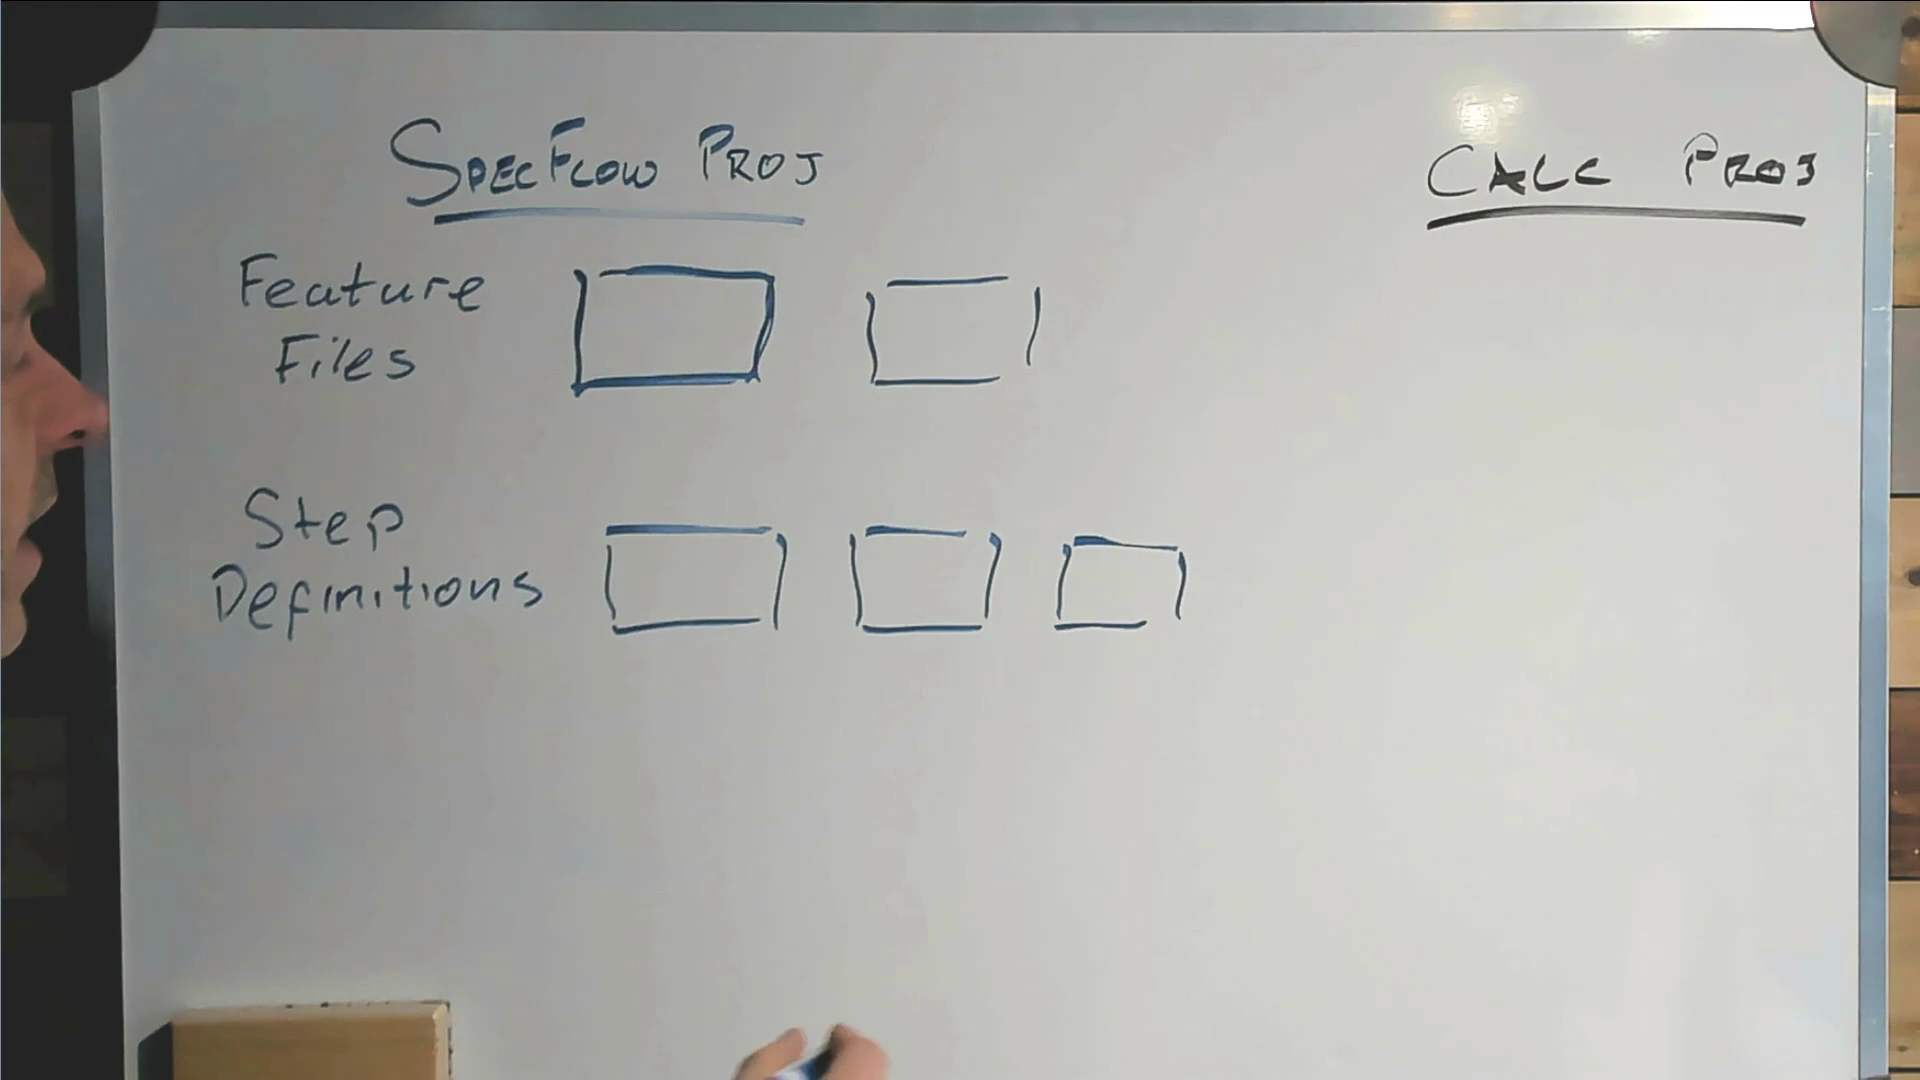 SPECFLOW PROJ
CALC PROJ
Feature
Files
Step
Definitions